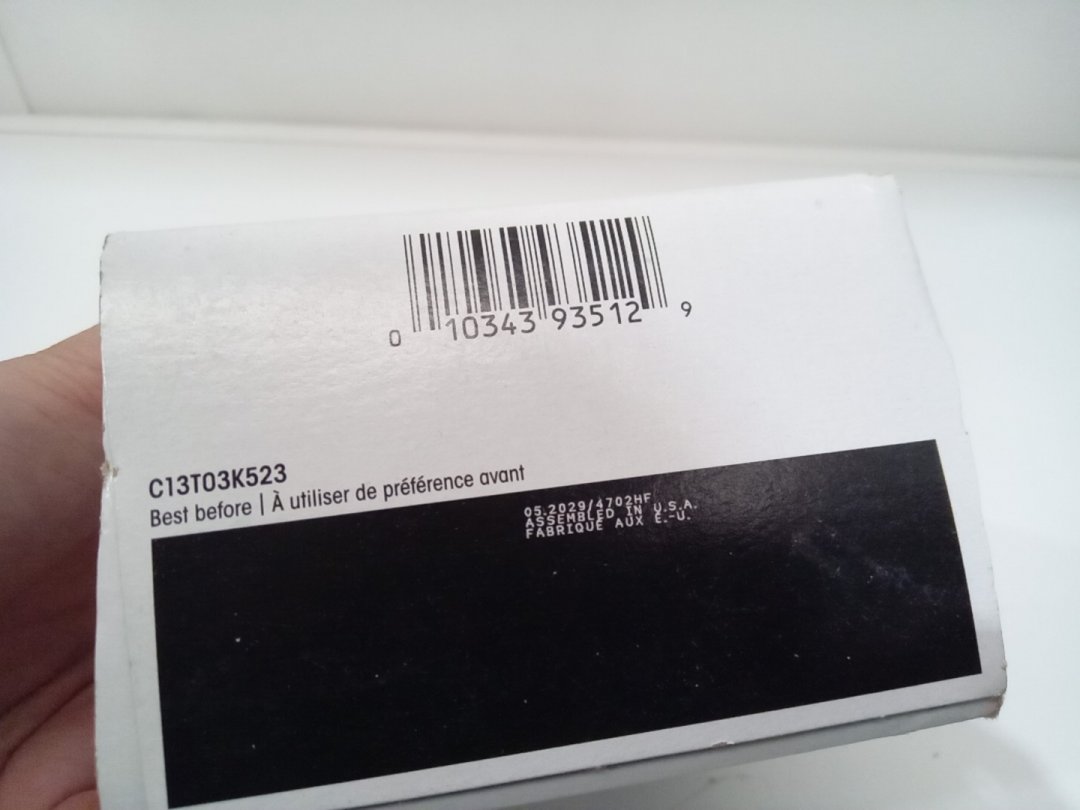 0 10343 93512 9
C13T03K523
Best before | À utiliser de préférence avant
05.2029/4702HF
ASSEMBLED IN U.S.A.
FABRIQUÉ AUX É.-U.